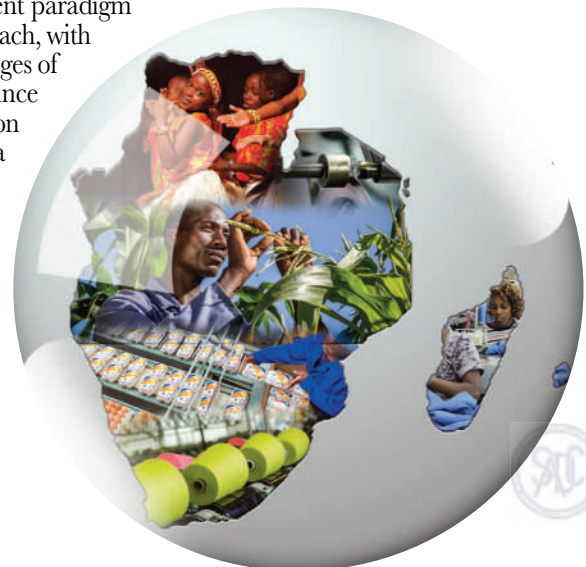 ent paradigm
ach, with
ges of
ance
on
a